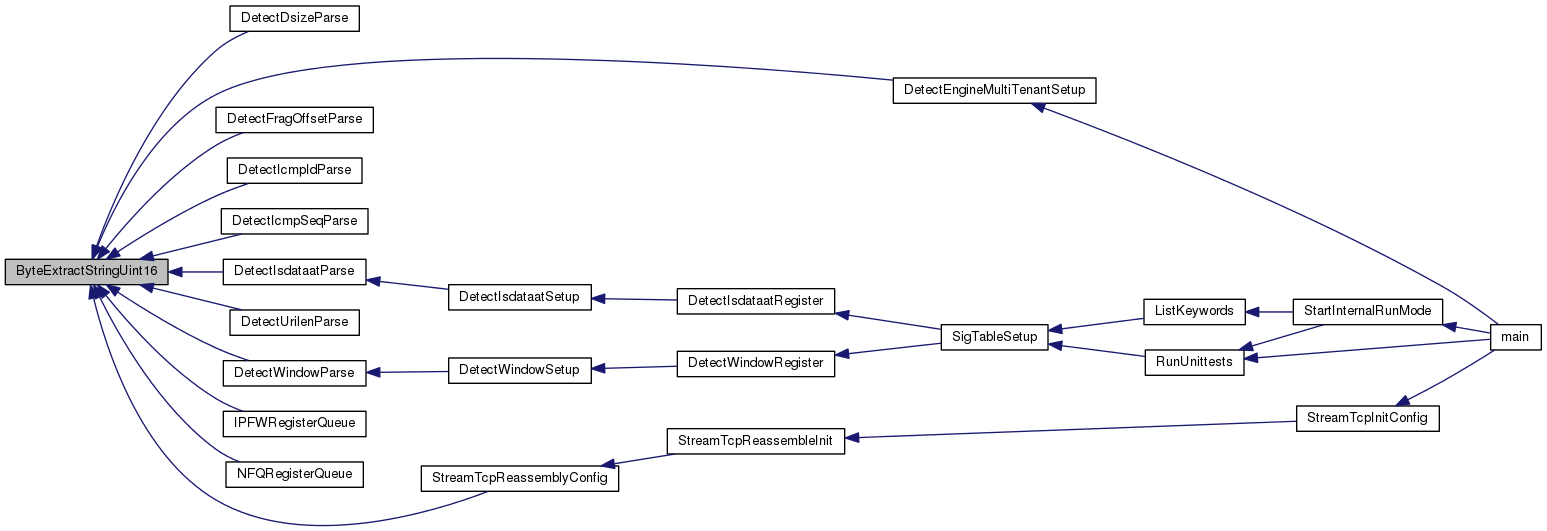 DetectDsizeParse
DetectEngineMultiTenantSetup
DetectFragOffsetParse
DetectIcmpIdParse
DetectIcmpSeqParse
ByteExtractStringUint16
DetectIsdataatParse
DetectIsdataatSetup
DetectIsdataatRegister
ListKeywords
StartInternalRunMode
DetectUrilenParse
SigTableSetup
main
DetectWindowParse
DetectWindowSetup
DetectWindowRegister
RunUnittests
IPFWRegisterQueue
StreamTcpInitConfig
StreamTcpReassembleInit
NFQRegisterQueue
StreamTcpReassemblyConfig